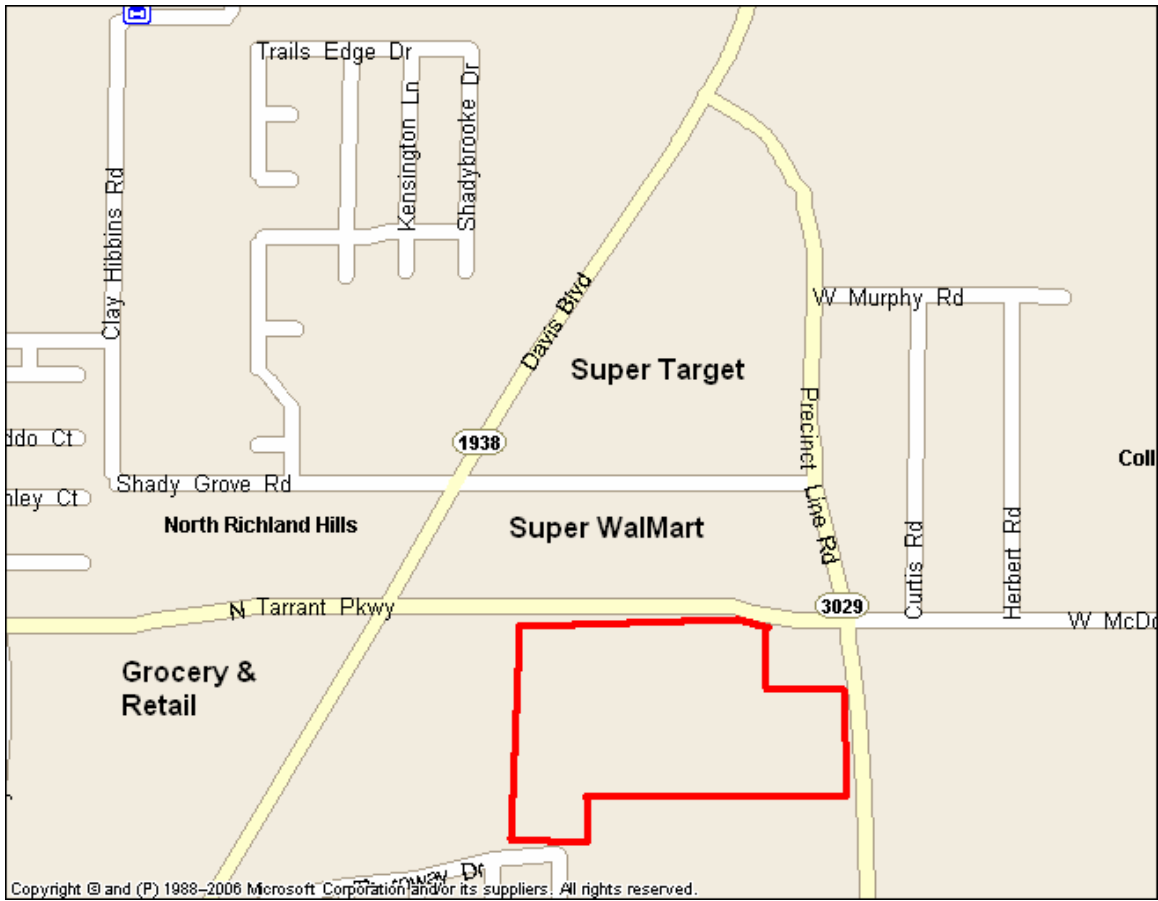 Trails Edge Dr
Kensington Ln
Shadybrooke Dr
Clay Hibbins Rd
Davis Blvd
W Murphy Rd
Super Target
Precinct Line Rd
ddo Ct
1938
Coll
Shady Grove Rd
nley Ct
North Richland Hills
Super WalMart
Curtis Rd
Herbert Rd
N Tarrant Pkwy
3029
W McDo
Grocery &
Retail
Dr
Copyright © and (P) 1988–2006 Microsoft Corporation and/or its suppliers. All rights reserved.